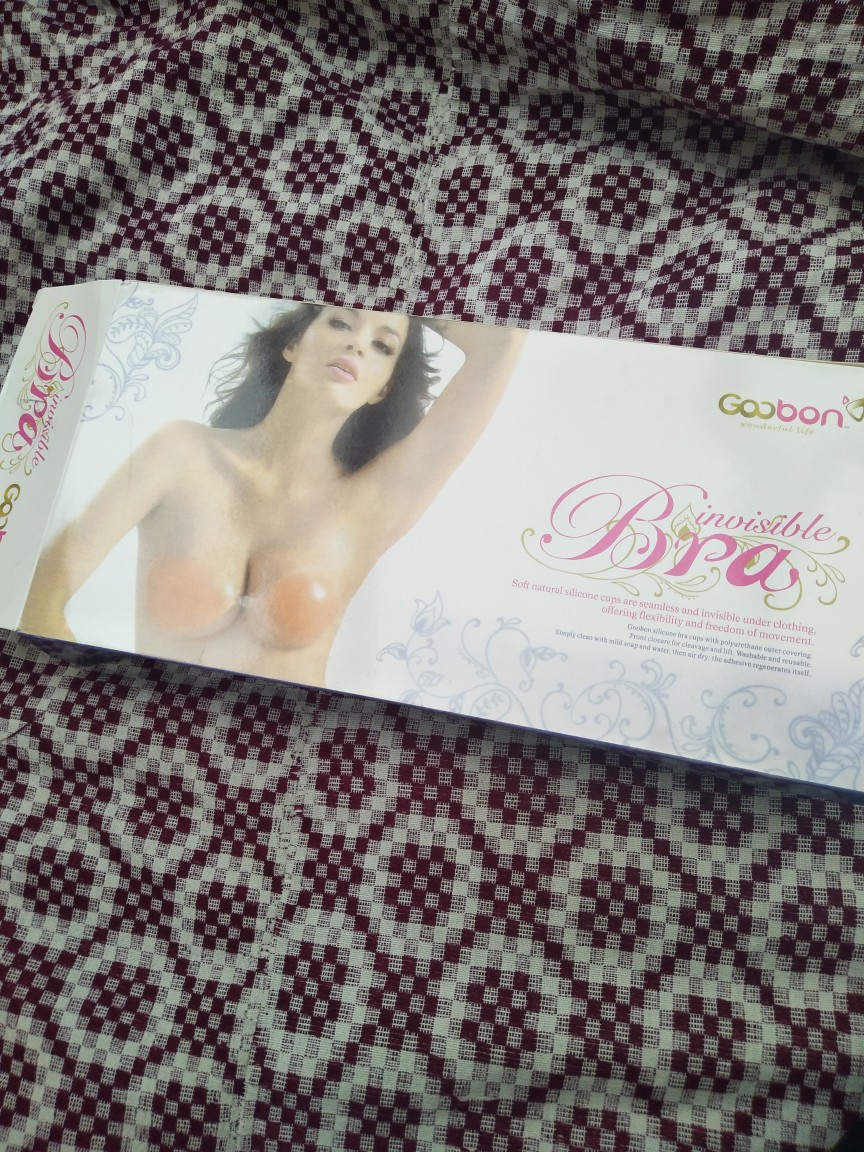 invisible
Bra
Goo
Goobon™
wonderful life
invisible
Bra
Soft natural silicone cups are seamless and invisible under clothing,
offering flexibility and freedom of movement.
Goobon silicone bra cups with polyurethane outer covering.
Front closure for cleavage and lift. Washable and reusable.
Simply clean with mild soap and water, then air dry; the adhesive regenerates itself.